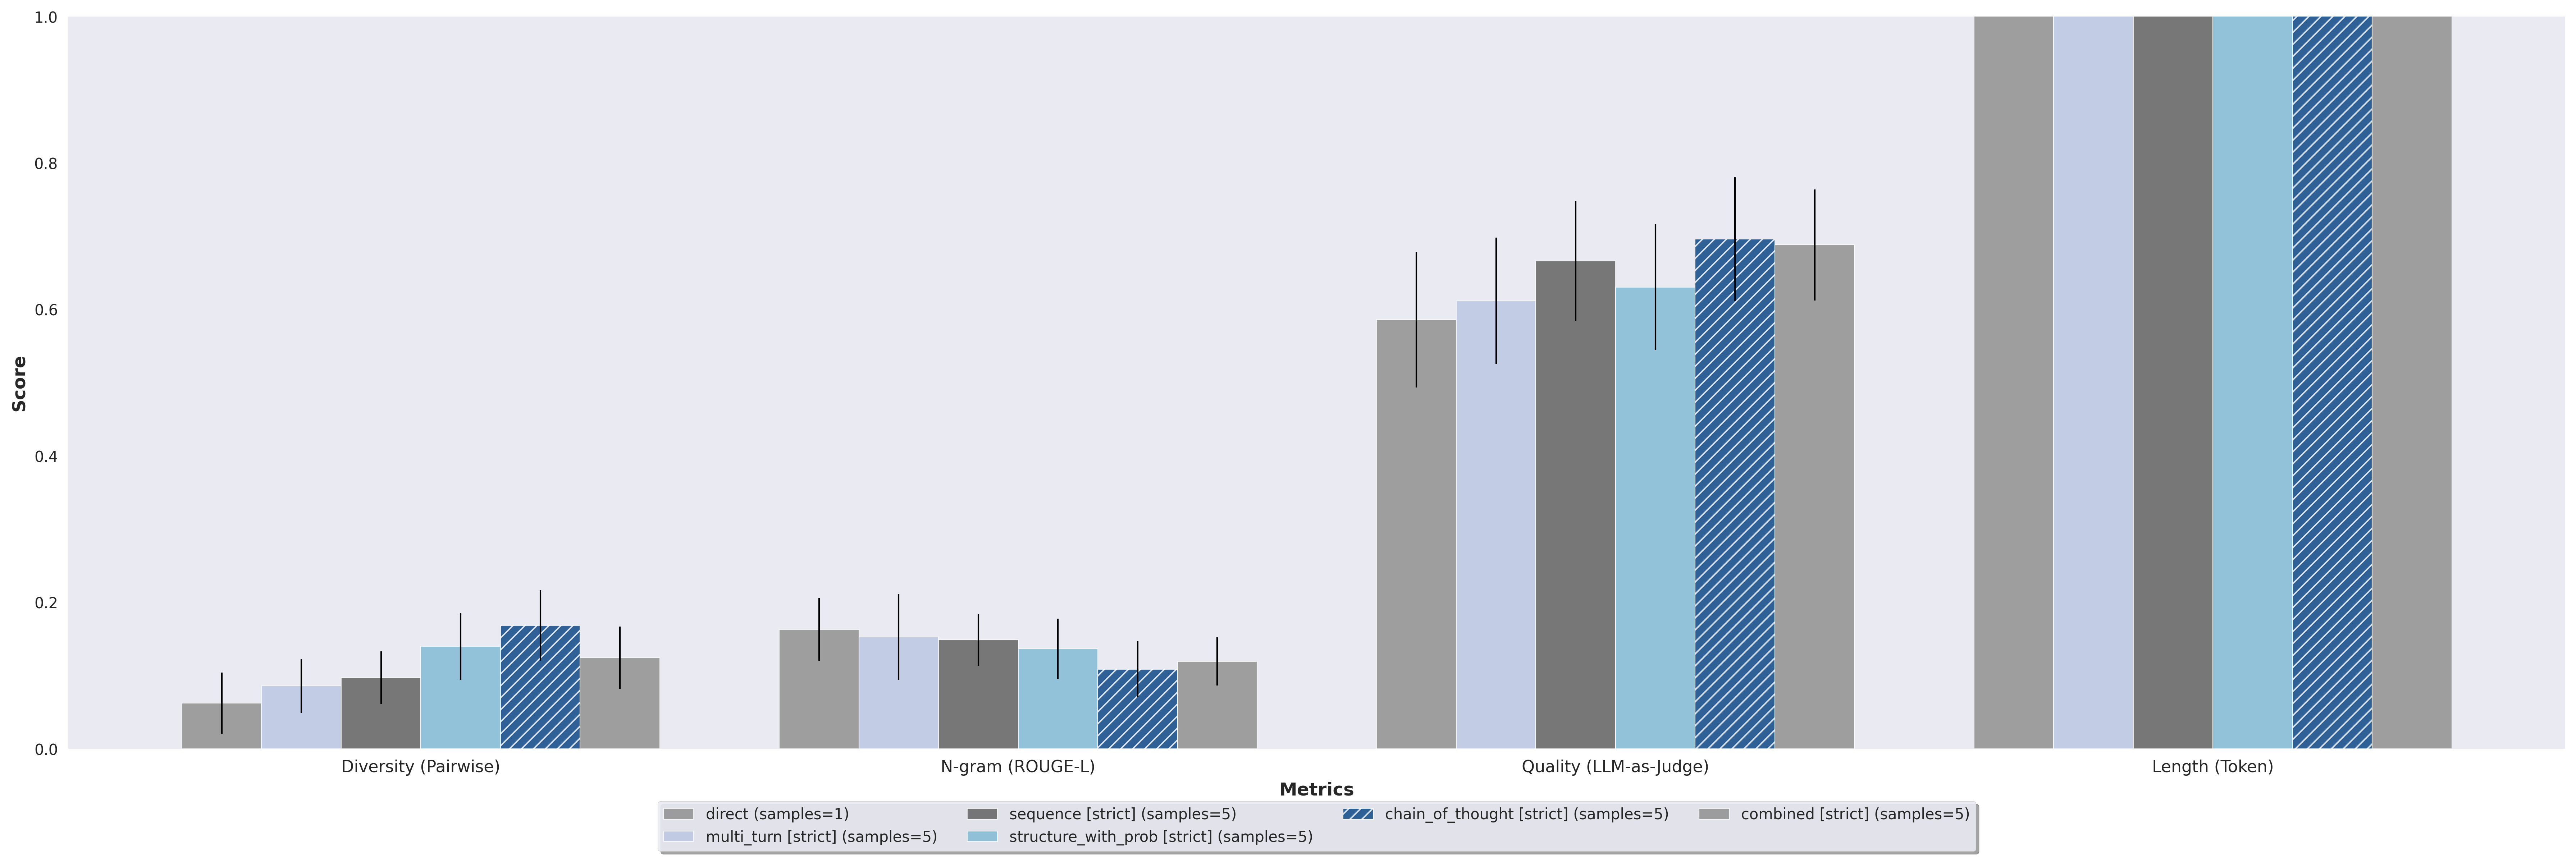 1.0
0.8
0.6
0.4
0.2
0.0
Score
Diversity (Pairwise)
N-gram (ROUGE-L)
Quality (LLM-as-Judge)
Length (Token)
Metrics
direct (samples=1)
multi_turn [strict] (samples=5)
sequence [strict] (samples=5)
structure_with_prob [strict] (samples=5)
chain_of_thought [strict] (samples=5)
combined [strict] (samples=5)